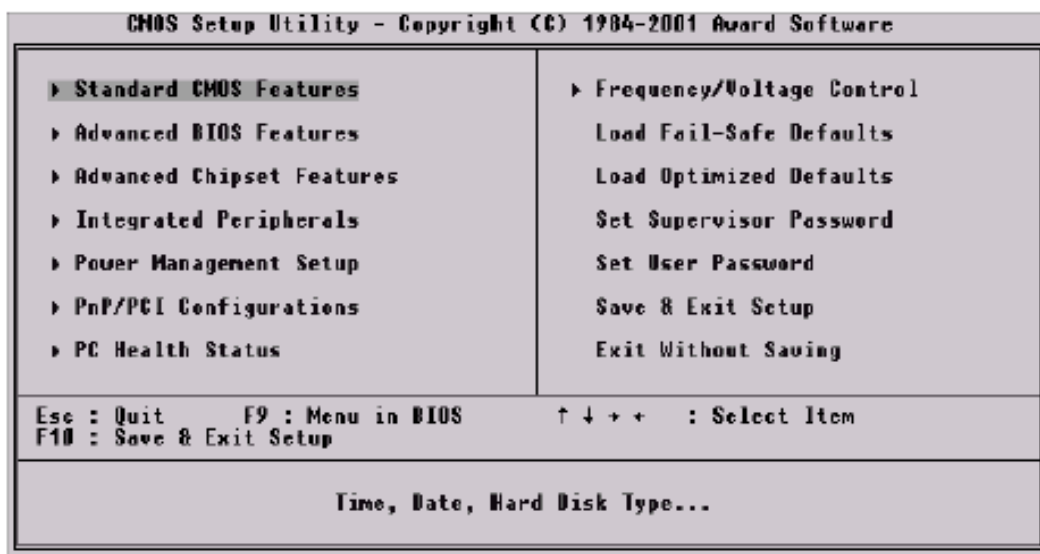 CMOS Setup Utility - Copyright (C) 1984-2001 Award Software
▸ Standard CMOS Features
▸ Advanced BIOS Features
▸ Advanced Chipset Features
▸ Integrated Peripherals
▸ Power Management Setup
▸ PnP/PCI Configurations
▸ PC Health Status
▸ Frequency/Voltage Control
Load Fail-Safe Defaults
Load Optimized Defaults
Set Supervisor Password
Set User Password
Save & Exit Setup
Exit Without Saving
Esc : Quit F9 : Menu in BIOS ↑ ↓ → ← : Select Item
F10 : Save & Exit Setup
Time, Date, Hard Disk Type...